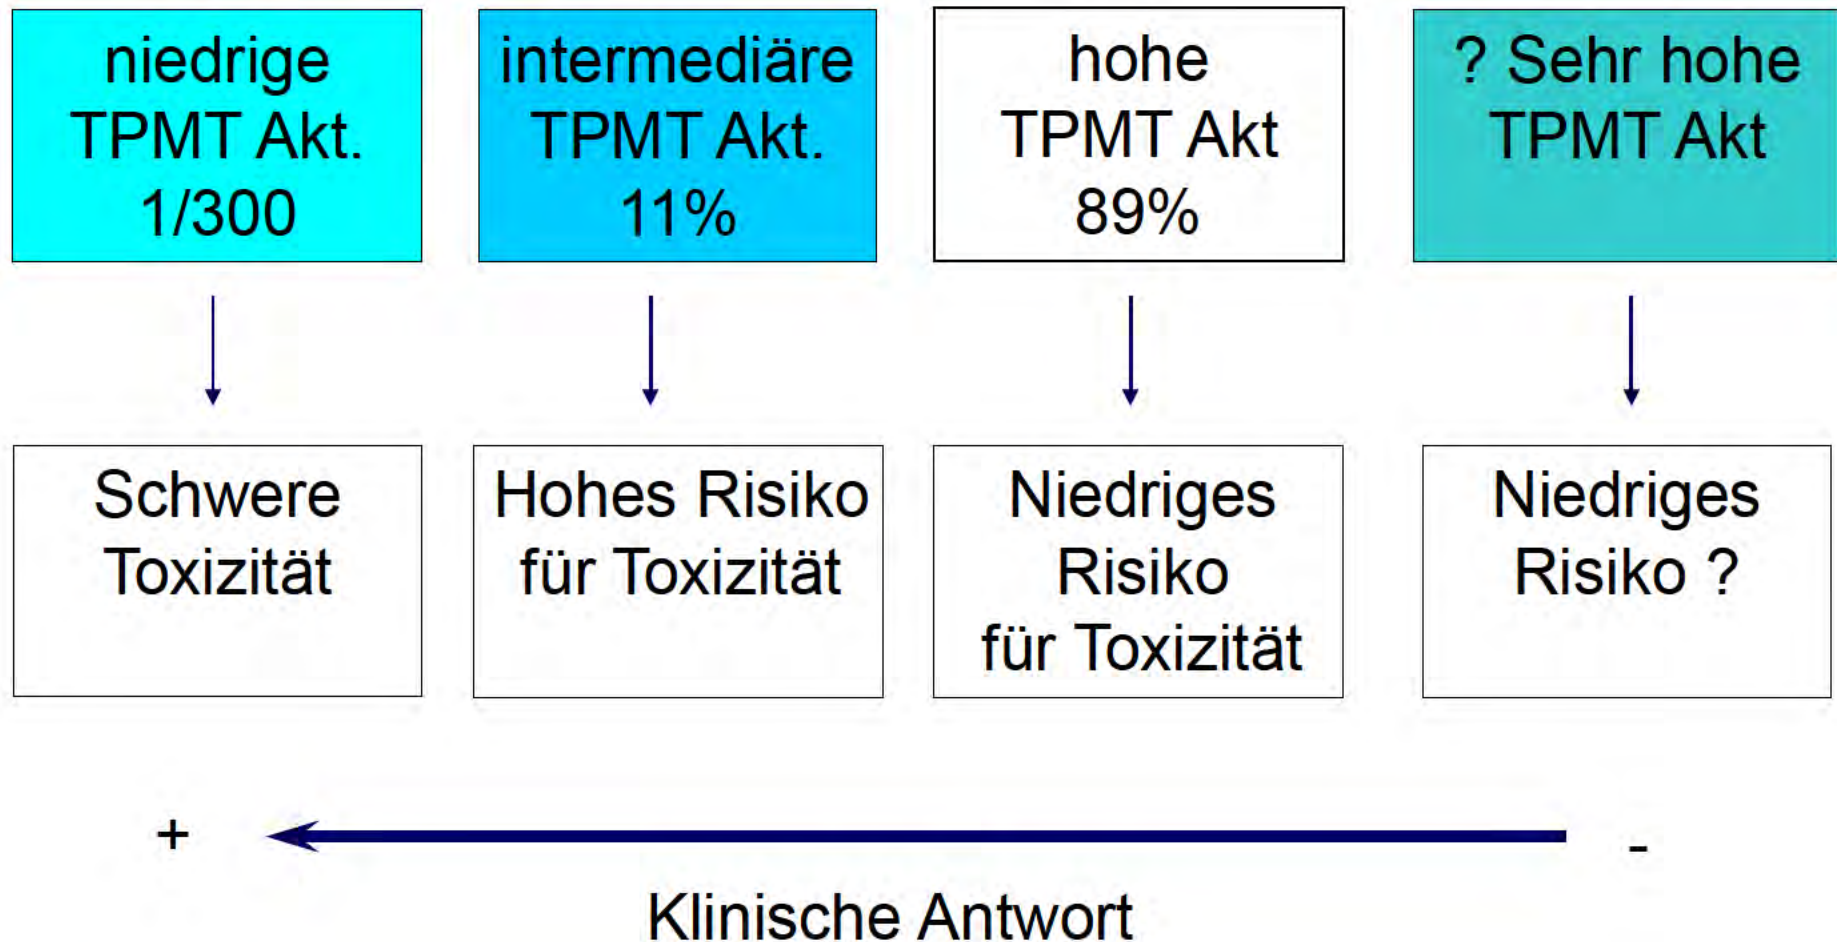 niedrige
TPMT Akt.
1/300
intermediäre
TPMT Akt.
11%
hohe
TPMT Akt
89%
? Sehr hohe
TPMT Akt
Schwere
Toxizität
Hohes Risiko
für Toxizität
Niedriges
Risiko
für Toxizität
Niedriges
Risiko ?
+
-
Klinische Antwort